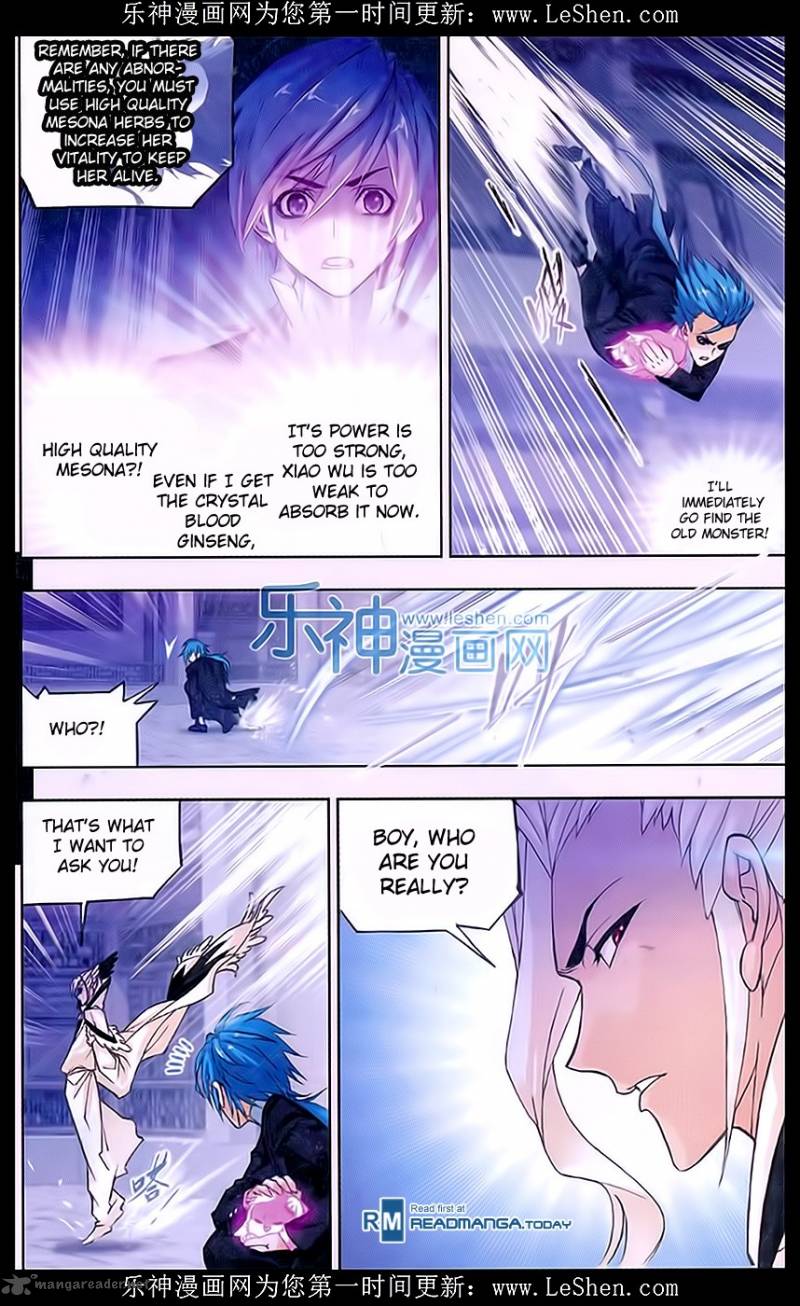 乐神漫画网为您第一时间更新：www.LeShen.com
REMEMBER, IF THERE
ARE ANY ABNOR-
MALITIES, YOU MUST
USE HIGH QUALITY
MESONA HERBS TO
INCREASE HER
VITALITY TO KEEP
HER ALIVE.
HIGH QUALITY
MESONA?!
EVEN IF I GET
THE CRYSTAL
BLOOD
GINSENG,
IT'S POWER IS
TOO STRONG,
XIAO WU IS TOO
WEAK TO
ABSORB IT NOW.
I'LL
IMMEDIATELY
GO FIND THE
OLD MONSTER!
乐神漫画网
www.leshen.com
WHO?!
THAT'S WHAT
I WANT TO
ASK YOU!
嗒
BOY, WHO
ARE YOU
REALLY?
RM
Read first at
READMANGA.TODAY
mangareader.net
乐神漫画网为您第一时间更新：www.LeShen.com